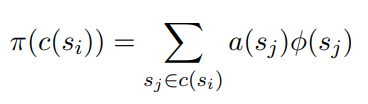 π(c(s_i)) = ∑_{s_j∈c(s_i)} a(s_j)ϕ(s_j)